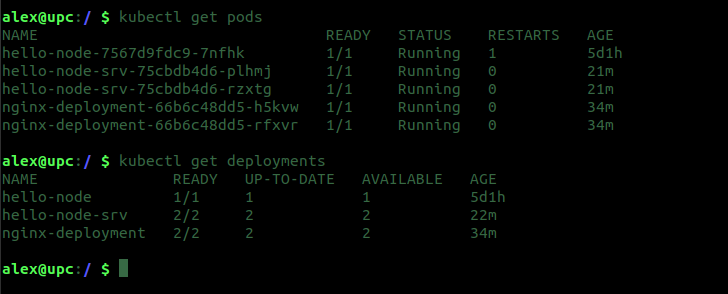 alex@upc:/ $ kubectl get pods
NAME                                READY   STATUS    RESTARTS   AGE
hello-node-7567d9fdc9-7nfhk         1/1     Running   1          5d1h
hello-node-srv-75cbdb4d6-plhmj      1/1     Running   0          21m
hello-node-srv-75cbdb4d6-rzxtg      1/1     Running   0          21m
nginx-deployment-66b6c48dd5-h5kvw   1/1     Running   0          34m
nginx-deployment-66b6c48dd5-rfxvr   1/1     Running   0          34m
alex@upc:/ $ kubectl get deployments
NAME               READY   UP-TO-DATE   AVAILABLE   AGE
hello-node         1/1     1            1           5d1h
hello-node-srv     2/2     2            2           22m
nginx-deployment   2/2     2            2           34m
alex@upc:/ $